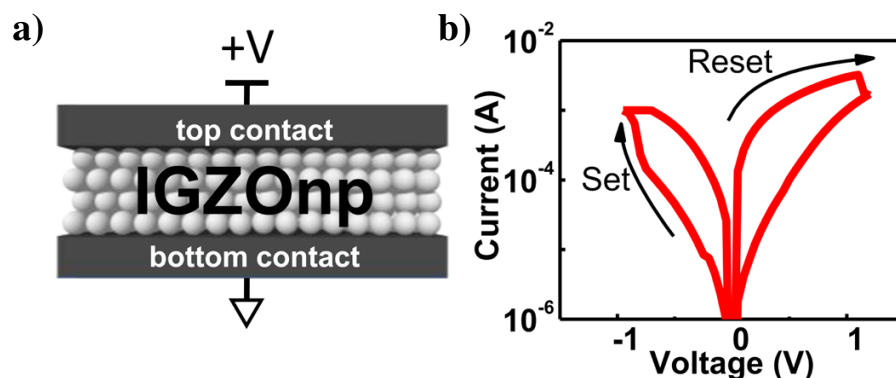 a)
+V
top contact
IGZOnp
bottom contact
b)
10⁻²
10⁻⁴
10⁻⁶
Current (A)
Reset
Set
-1
0
1
Voltage (V)